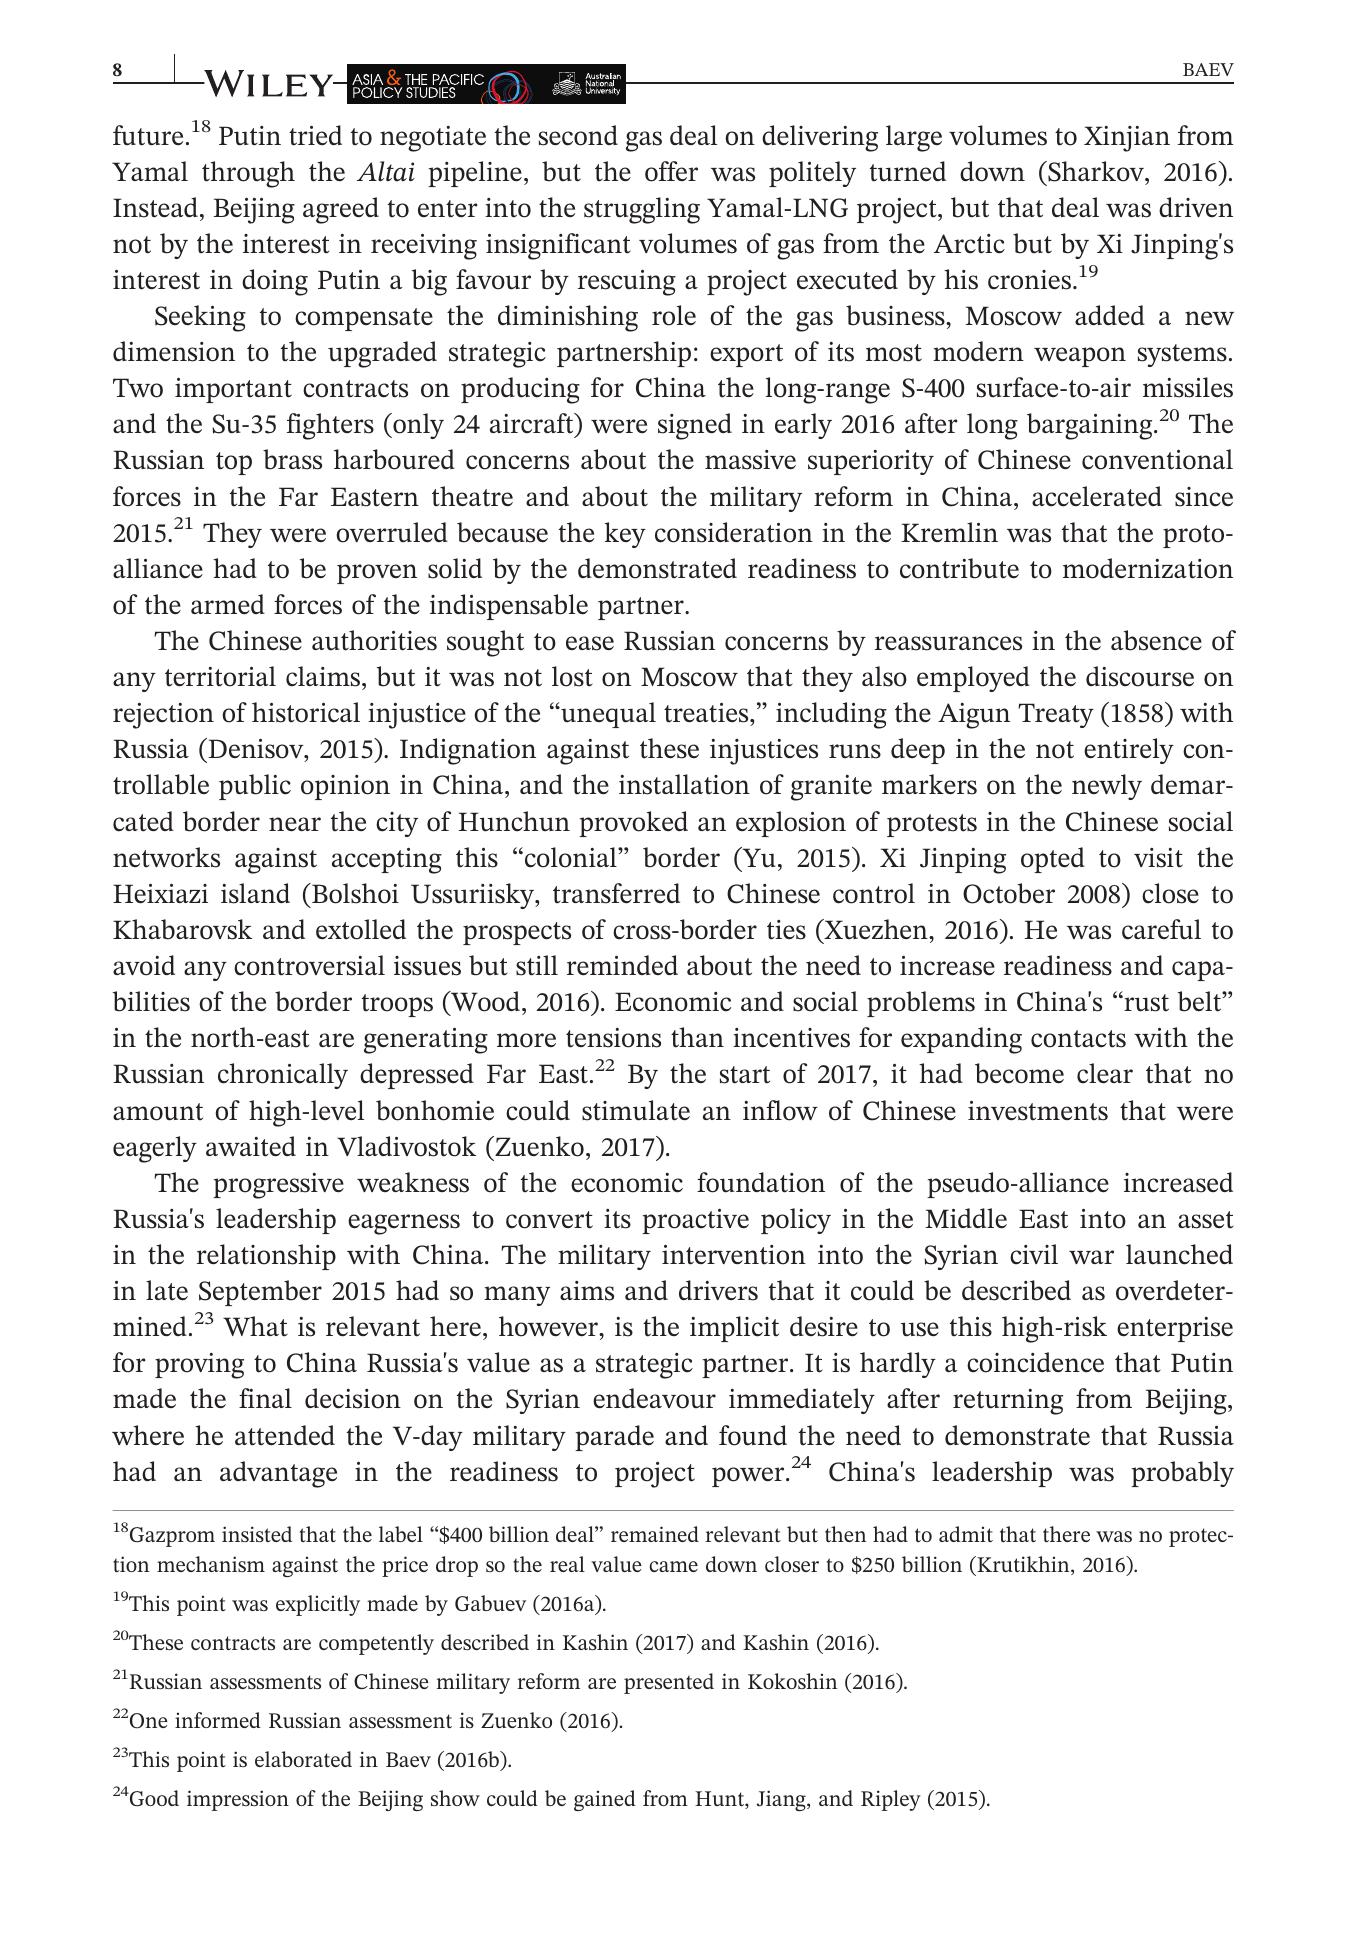 8
WILEY
ASIA & THE PACIFIC
POLICY STUDIES
Australian
National
University
BAEV
future.18 Putin tried to negotiate the second gas deal on delivering large volumes to Xinjian from
Yamal through the Altai pipeline, but the offer was politely turned down (Sharkov, 2016).
Instead, Beijing agreed to enter into the struggling Yamal-LNG project, but that deal was driven
not by the interest in receiving insignificant volumes of gas from the Arctic but by Xi Jinping's
interest in doing Putin a big favour by rescuing a project executed by his cronies.19
Seeking to compensate the diminishing role of the gas business, Moscow added a new
dimension to the upgraded strategic partnership: export of its most modern weapon systems.
Two important contracts on producing for China the long-range S-400 surface-to-air missiles
and the Su-35 fighters (only 24 aircraft) were signed in early 2016 after long bargaining.20 The
Russian top brass harboured concerns about the massive superiority of Chinese conventional
forces in the Far Eastern theatre and about the military reform in China, accelerated since
2015.21 They were overruled because the key consideration in the Kremlin was that the proto-
alliance had to be proven solid by the demonstrated readiness to contribute to modernization
of the armed forces of the indispensable partner.
The Chinese authorities sought to ease Russian concerns by reassurances in the absence of
any territorial claims, but it was not lost on Moscow that they also employed the discourse on
rejection of historical injustice of the “unequal treaties,” including the Aigun Treaty (1858) with
Russia (Denisov, 2015). Indignation against these injustices runs deep in the not entirely con-
trollable public opinion in China, and the installation of granite markers on the newly demar-
cated border near the city of Hunchun provoked an explosion of protests in the Chinese social
networks against accepting this “colonial” border (Yu, 2015). Xi Jinping opted to visit the
Heixiazi island (Bolshoi Ussuriisky, transferred to Chinese control in October 2008) close to
Khabarovsk and extolled the prospects of cross-border ties (Xuezhen, 2016). He was careful to
avoid any controversial issues but still reminded about the need to increase readiness and capa-
bilities of the border troops (Wood, 2016). Economic and social problems in China's “rust belt”
in the north-east are generating more tensions than incentives for expanding contacts with the
Russian chronically depressed Far East.22 By the start of 2017, it had become clear that no
amount of high-level bonhomie could stimulate an inflow of Chinese investments that were
eagerly awaited in Vladivostok (Zuenko, 2017).
The progressive weakness of the economic foundation of the pseudo-alliance increased
Russia's leadership eagerness to convert its proactive policy in the Middle East into an asset
in the relationship with China. The military intervention into the Syrian civil war launched
in late September 2015 had so many aims and drivers that it could be described as overdeter-
mined.23 What is relevant here, however, is the implicit desire to use this high-risk enterprise
for proving to China Russia's value as a strategic partner. It is hardly a coincidence that Putin
made the final decision on the Syrian endeavour immediately after returning from Beijing,
where he attended the V-day military parade and found the need to demonstrate that Russia
had an advantage in the readiness to project power.24 China's leadership was probably
18Gazprom insisted that the label “$400 billion deal” remained relevant but then had to admit that there was no protec-
tion mechanism against the price drop so the real value came down closer to $250 billion (Krutikhin, 2016).
19This point was explicitly made by Gabuev (2016a).
20These contracts are competently described in Kashin (2017) and Kashin (2016).
21Russian assessments of Chinese military reform are presented in Kokoshin (2016).
22One informed Russian assessment is Zuenko (2016).
23This point is elaborated in Baev (2016b).
24Good impression of the Beijing show could be gained from Hunt, Jiang, and Ripley (2015).